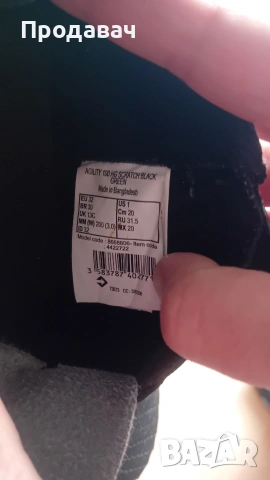 Продавач
AGILITY 100 HG SCRATCH BLACK
GREEN
Made in Bangladesh
EU 32 US 1
BR 30 Cm 20
UK 13C RU 31.5
MM (W) 200 (3.0) MX 20
ID 32
Model code : 8666606- Item code :
4422722
3 583787 40477
BAZAR